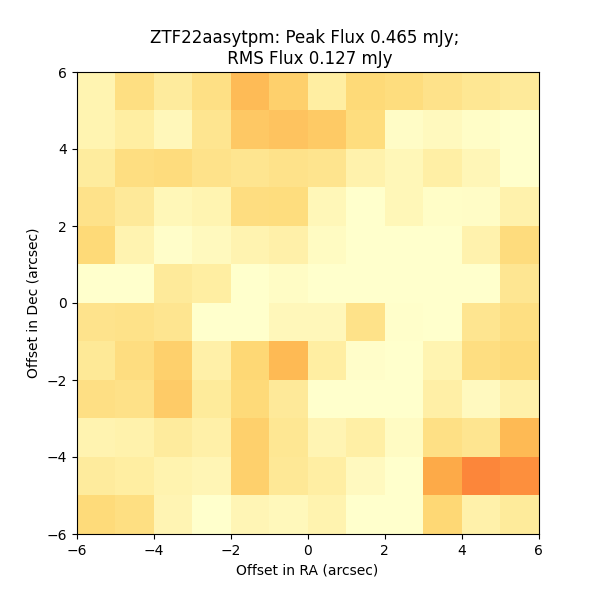 ZTF22aasytpm: Peak Flux 0.465 mJy;
RMS Flux 0.127 mJy
6
4
2
0
−2
−4
−6
Offset in Dec (arcsec)
−6 −4 −2 0 2 4 6
Offset in RA (arcsec)